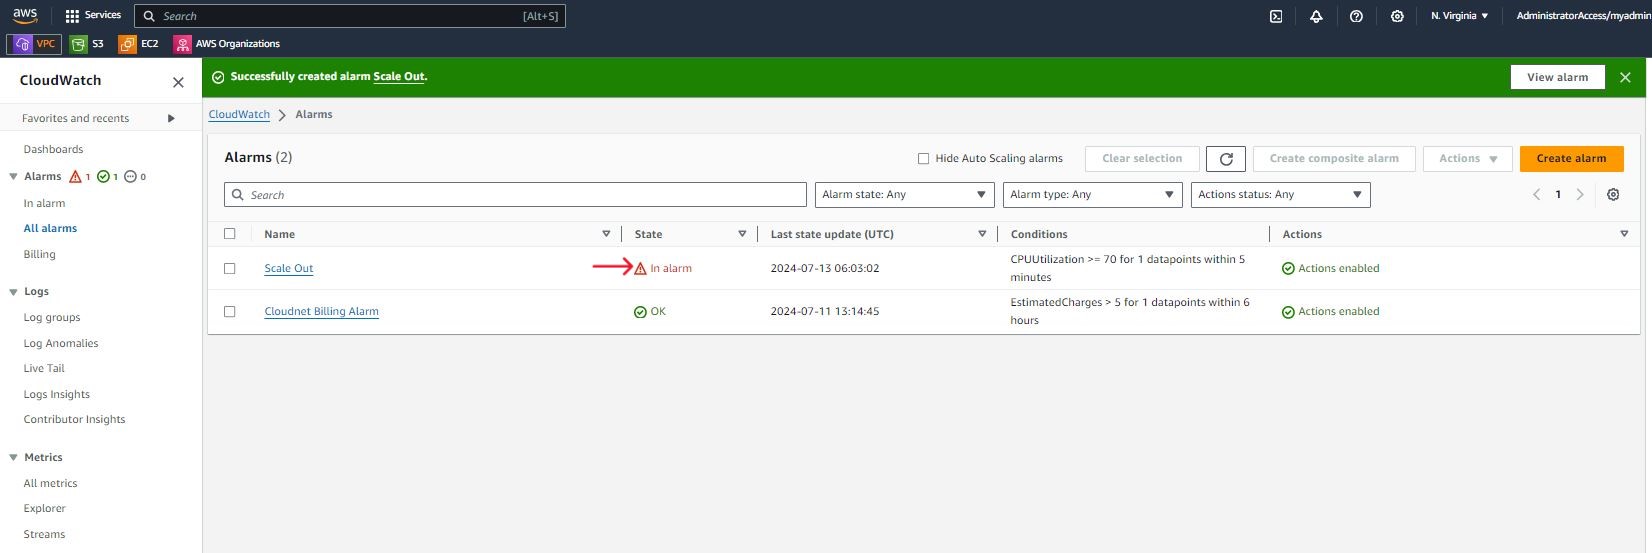 aws
Services
Search
[Alt+S]
N. Virginia
AdministratorAccess/myadmin
VPC
S3
EC2
AWS Organizations
CloudWatch
Favorites and recents
Dashboards
Alarms 1 1 0
In alarm
All alarms
Billing
Logs
Log groups
Log Anomalies
Live Tail
Logs Insights
Contributor Insights
Metrics
All metrics
Explorer
Streams
Successfully created alarm Scale Out.
View alarm
CloudWatch
Alarms
Alarms (2)
Hide Auto Scaling alarms
Clear selection
Create composite alarm
Actions
Create alarm
Search
Alarm state: Any
Alarm type: Any
Actions status: Any
1
Name
State
Last state update (UTC)
Conditions
Actions
Scale Out
In alarm
2024-07-13 06:03:02
CPUUtilization >= 70 for 1 datapoints within 5
minutes
Actions enabled
Cloudnet Billing Alarm
OK
2024-07-11 13:14:45
EstimatedCharges > 5 for 1 datapoints within 6
hours
Actions enabled